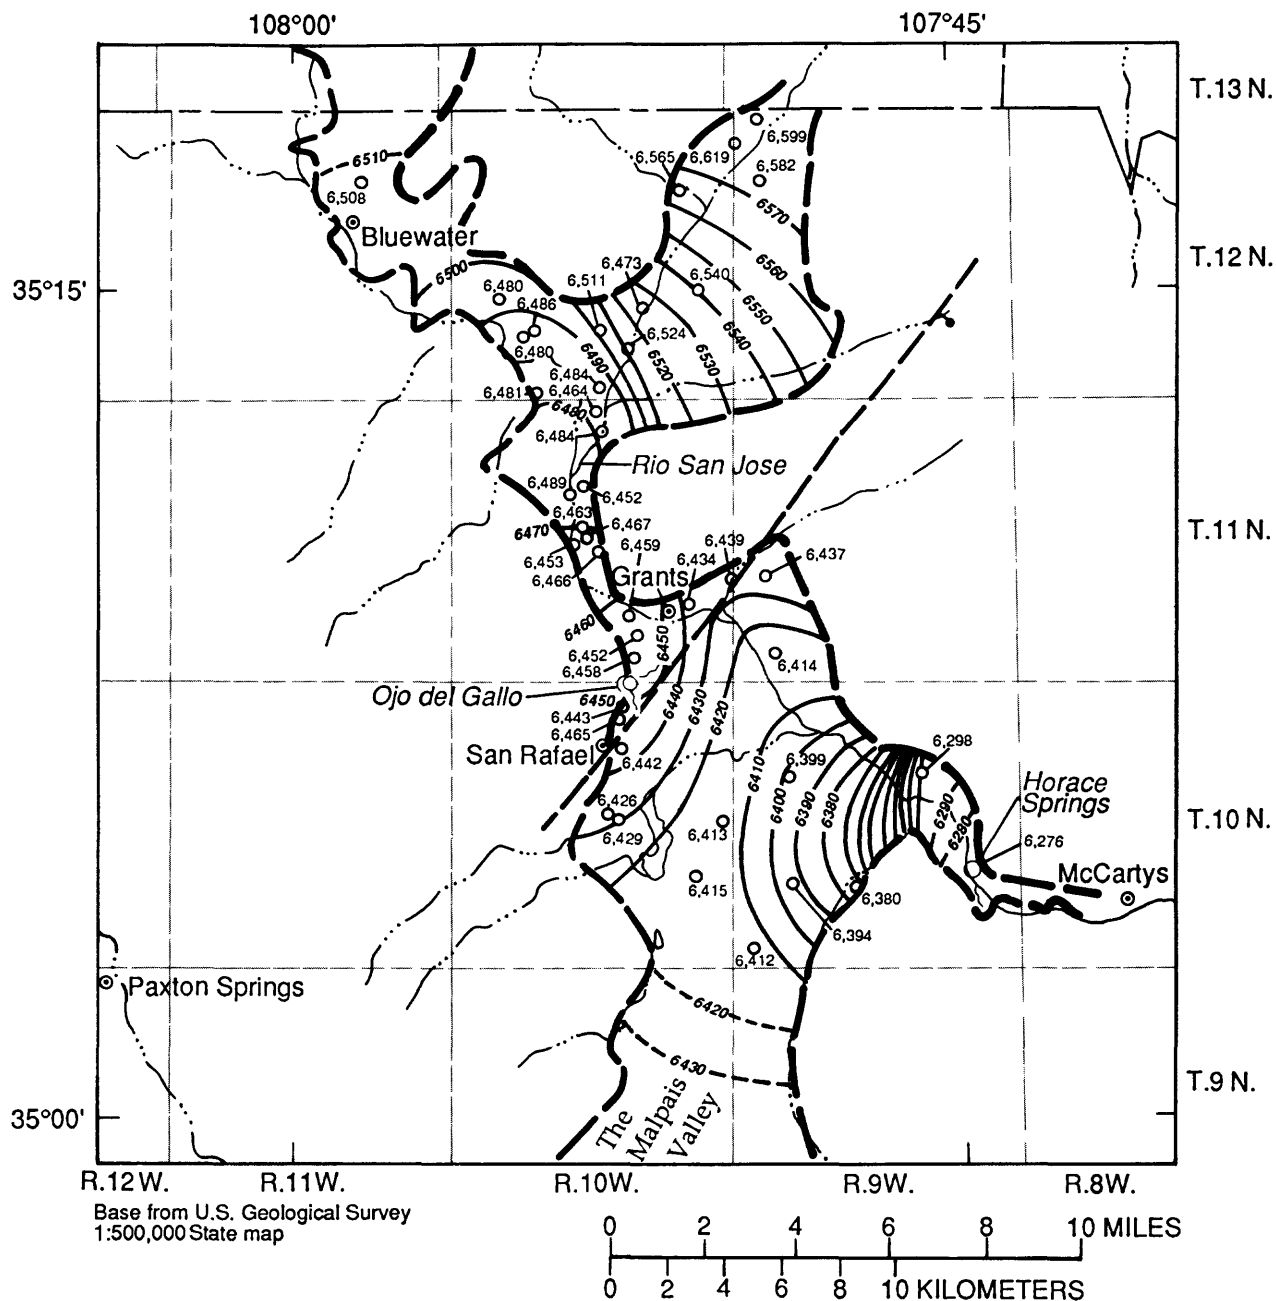 108°00'
107°45'
T.13 N.
6,599
6,565
6,619
6,582
6510
6,508
6570
Bluewater
T.12 N.
6500
6,473
6560
6,511
6,540
6,480
35°15'
6550
6,486
6,524
6540
6,480
6490
6530
6520
6,484
6,481
6,464
6480
6,484
Rio San Jose
6,489
6,452
6,463
6470
6,467
T.11 N.
6,439
6,459
6,453
6,434
6,437
6,466
Grants
6460
6450
6,452
6,414
6,458
Ojo del Gallo
6450
6440
6430
6420
6,443
6,465
San Rafael
6,298
6,442
6410
6,399
Horace
Springs
6400
6390
6380
6,426
6290
T.10 N.
6,429
6,413
6280
6,276
McCartys
6,415
6,380
6,394
6,412
Paxton Springs
6420
6430
T.9 N.
35°00'
The
Malpais
Valley
R.12W.
R.11W.
R.10W.
R.9W.
R.8W.
Base from U.S. Geological Survey
1:500,000 State map
0 2 4 6 8 10 MILES
0 2 4 6 8 10 KILOMETERS